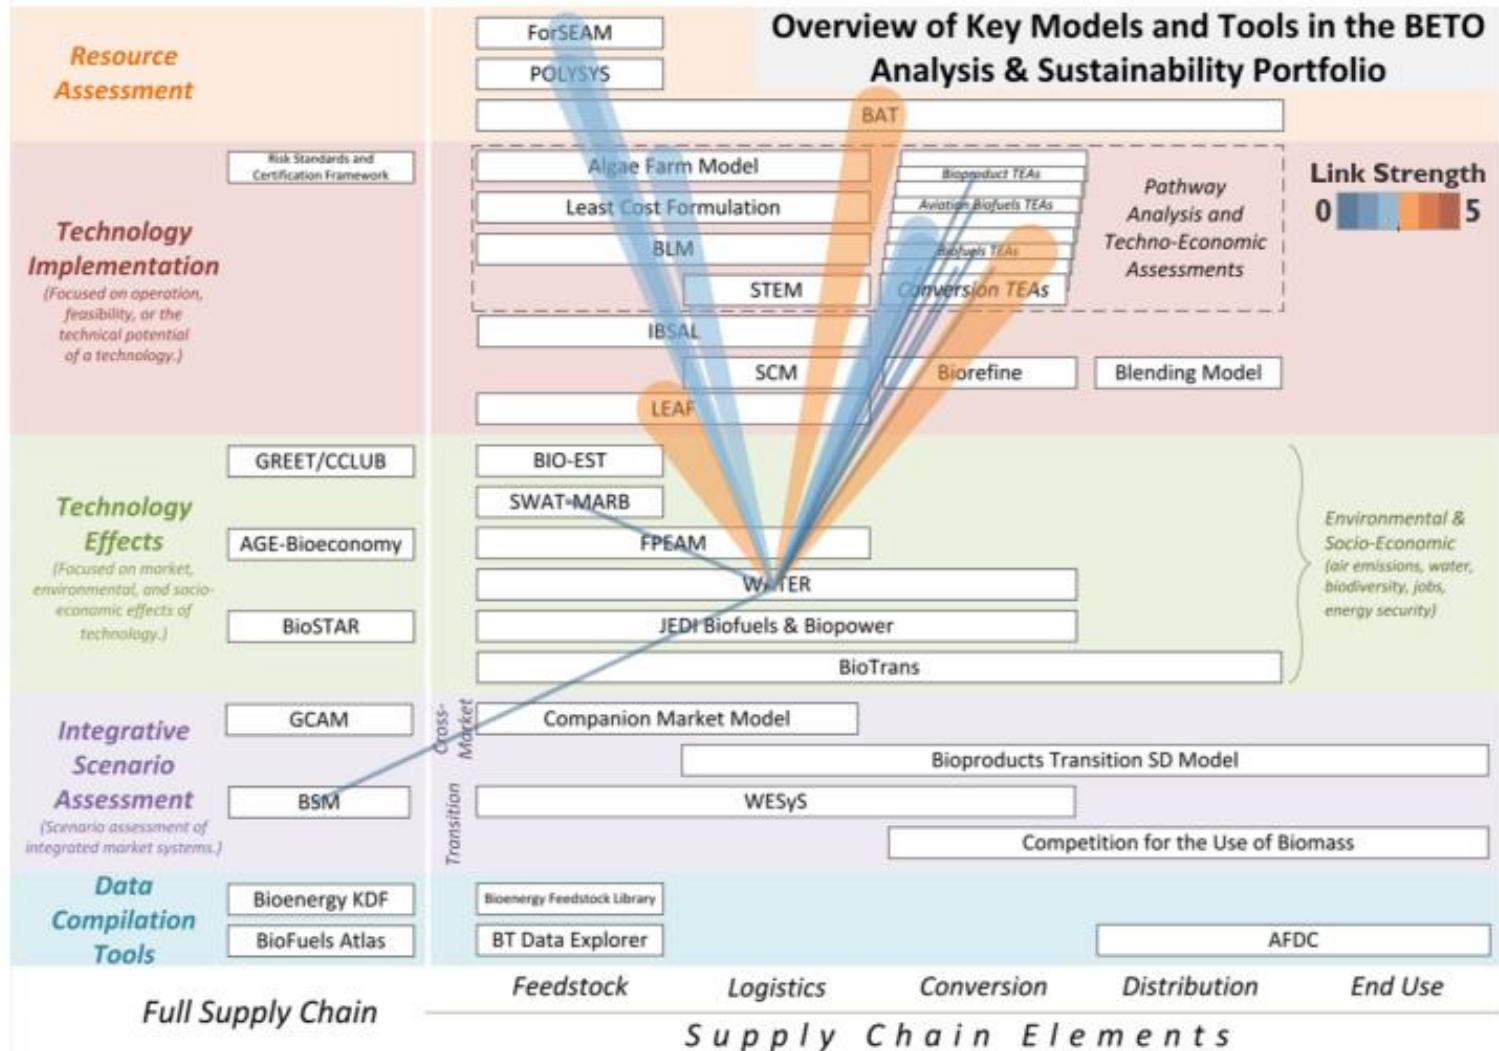 Overview of Key Models and Tools in the BETO
Analysis & Sustainability Portfolio
Resource
Assessment
ForSEAM
POLYSYS
BAT
Technology
Implementation
(Focused on operation,
feasibility, or the
technical potential
of a technology.)
Risk Standards and
Certification Framework
Algae Farm Model
Least Cost Formulation
BLM
STEM
IBSAL
SCM
LEAF
Bioproduct TEAs
Aviation Biofuels TEAs
Biofuels TEAs
Conversion TEAs
Biorefine
Blending Model
Pathway
Analysis and
Techno-Economic
Assessments
Link Strength
0 5
Technology
Effects
(Focused on market,
environmental, and socio-
economic effects of
technology.)
GREET/CCLUB
AGE-Bioeconomy
BioSTAR
BIO-EST
SWAT-MARB
FPEAM
WATER
JEDI Biofuels & Biopower
BioTrans
Environmental &
Socio-Economic
(air emissions, water,
biodiversity, jobs,
energy security)
Integrative
Scenario
Assessment
(Scenario assessment of
integrated market systems.)
GCAM
BSM
Cross-
Market
Transition
Companion Market Model
Bioproducts Transition SD Model
WESyS
Competition for the Use of Biomass
Data
Compilation
Tools
Bioenergy KDF
BioFuels Atlas
Bioenergy Feedstock Library
BT Data Explorer
AFDC
Full Supply Chain
Feedstock Logistics Conversion Distribution End Use
Supply Chain Elements